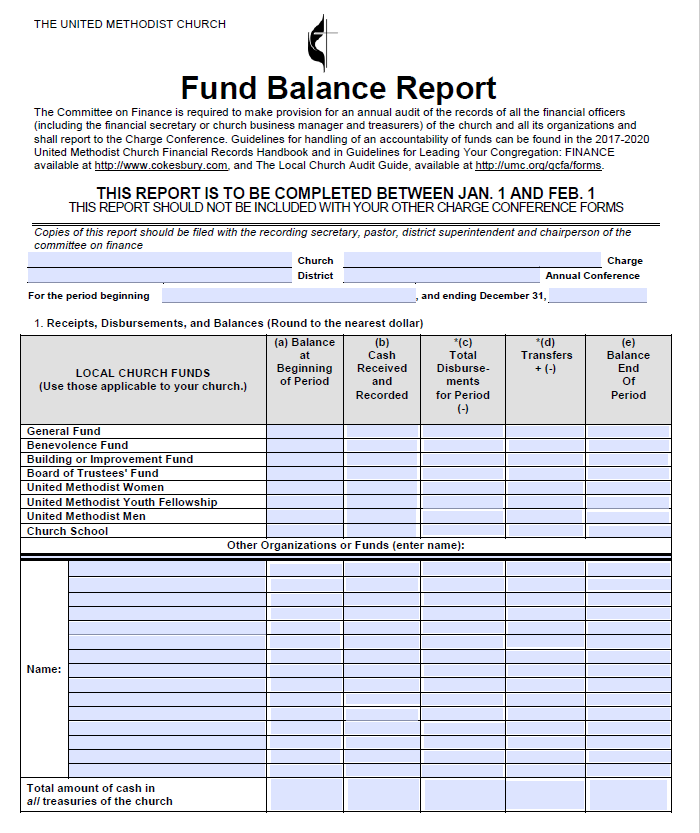 THE UNITED METHODIST CHURCH
Fund Balance Report
The Committee on Finance is required to make provision for an annual audit of the records of all the financial officers
(including the financial secretary or church business manager and treasurers) of the church and all its organizations and
shall report to the Charge Conference. Guidelines for handling of an accountability of funds can be found in the 2017-2020
United Methodist Church Financial Records Handbook and in Guidelines for Leading Your Congregation: FINANCE
available at http://www.cokesbury.com, and The Local Church Audit Guide, available at http://umc.org/gcfa/forms.
THIS REPORT IS TO BE COMPLETED BETWEEN JAN. 1 AND FEB. 1
THIS REPORT SHOULD NOT BE INCLUDED WITH YOUR OTHER CHARGE CONFERENCE FORMS
Copies of this report should be filed with the recording secretary, pastor, district superintendent and chairperson of the
committee on finance
Church Charge
District Annual Conference
For the period beginning , and ending December 31,
1. Receipts, Disbursements, and Balances (Round to the nearest dollar)
LOCAL CHURCH FUNDS
(Use those applicable to your church.)
(a) Balance
at
Beginning
of Period
(b)
Cash
Received
and
Recorded
*(c)
Total
Disburse-
ments
for Period
(-)
*(d)
Transfers
+ (-)
(e)
Balance
End
Of
Period
General Fund
Benevolence Fund
Building or Improvement Fund
Board of Trustees' Fund
United Methodist Women
United Methodist Youth Fellowship
United Methodist Men
Church School
Other Organizations or Funds (enter name):
Name:
Total amount of cash in
all treasuries of the church